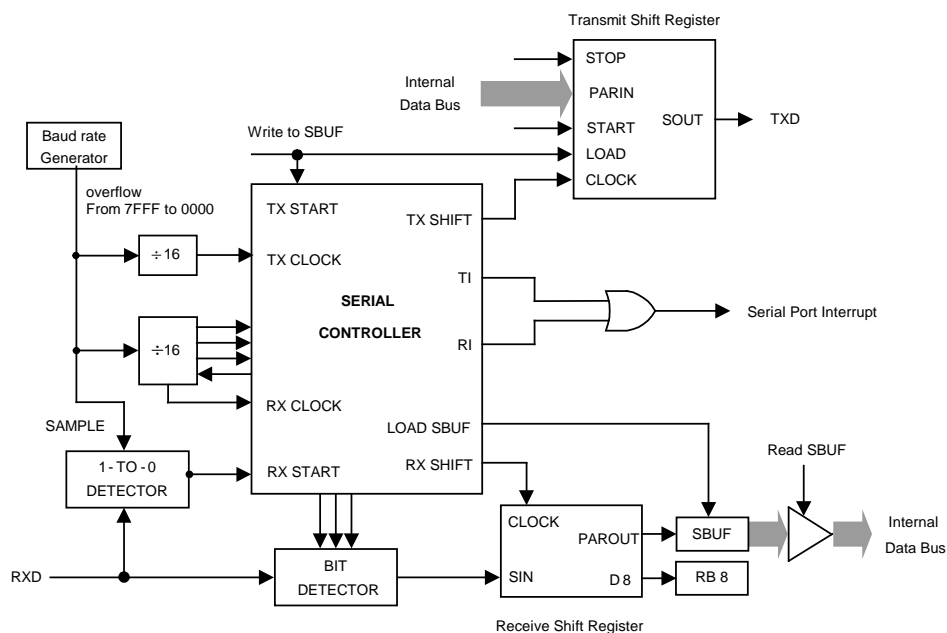 Transmit Shift Register
STOP
Internal
Data Bus
PARIN
START
SOUT
TXD
LOAD
CLOCK
Baud rate
Generator
Write to SBUF
overflow
From 7FFF to 0000
TX START
TX SHIFT
÷16
TX CLOCK
TI
SERIAL
CONTROLLER
Serial Port Interrupt
÷16
RI
RX CLOCK
SAMPLE
LOAD SBUF
1-TO-0
DETECTOR
RX START
RX SHIFT
Read SBUF
CLOCK
PAROUT
SBUF
Internal
Data Bus
RXD
BIT
DETECTOR
SIN
D8
RB 8
Receive Shift Register